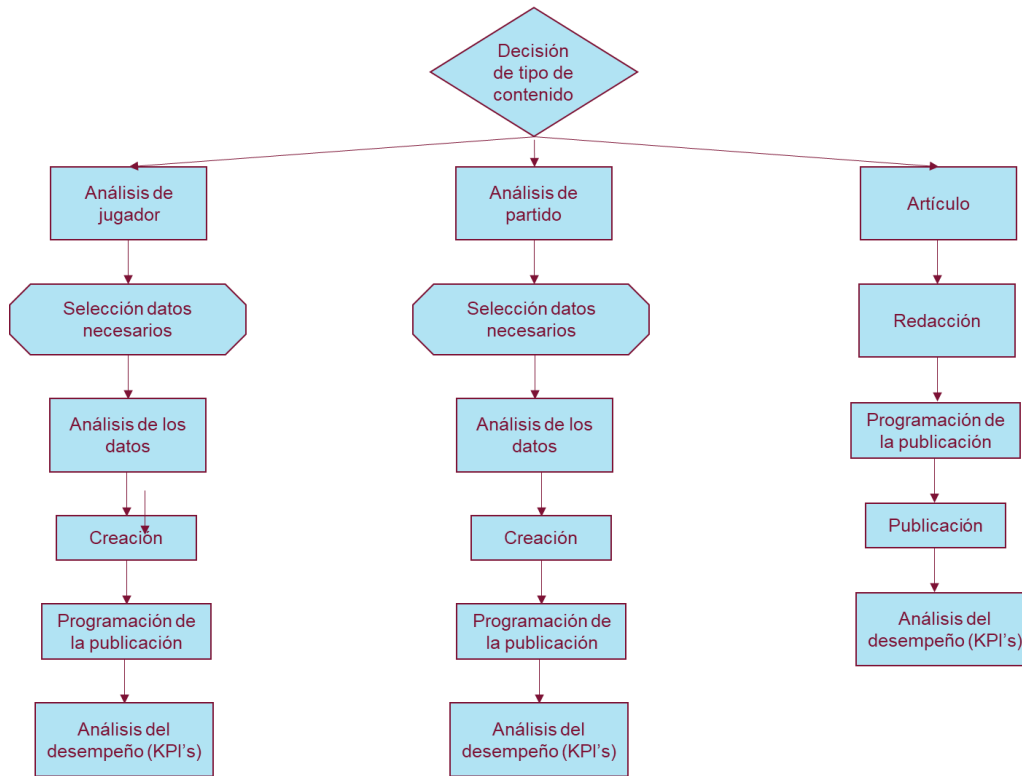 Decisión
de tipo de
contenido
Análisis de
jugador
Análisis de
partido
Artículo
Selección datos
necesarios
Selección datos
necesarios
Redacción
Análisis de los
datos
Análisis de los
datos
Programación de
la publicación
Creación
Creación
Publicación
Programación de
la publicación
Programación de
la publicación
Análisis del
desempeño (KPI’s)
Análisis del
desempeño (KPI’s)
Análisis del
desempeño (KPI’s)